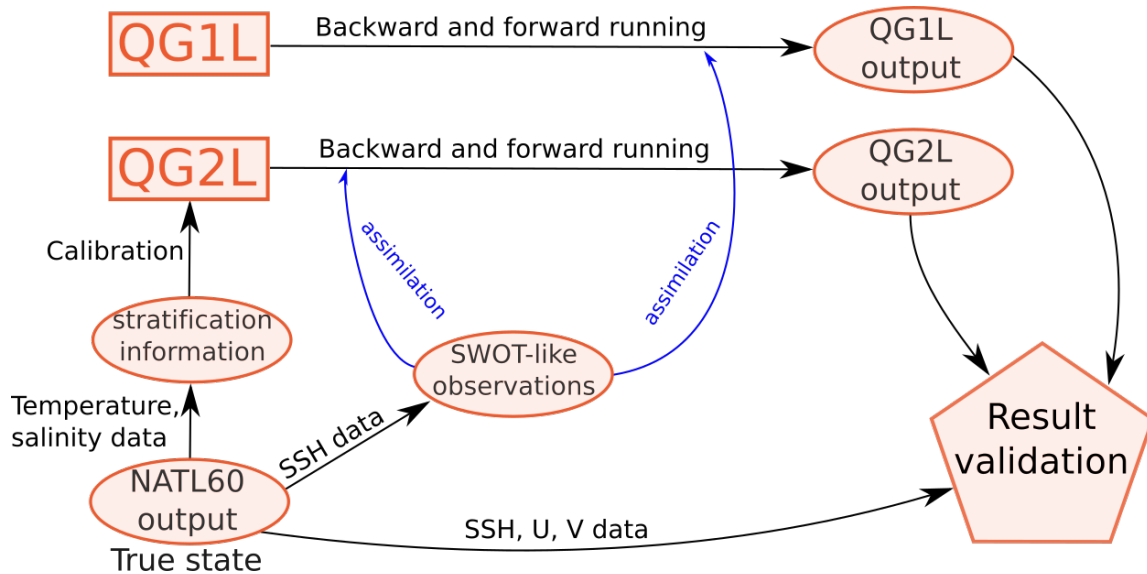 QG1L
Backward and forward running
QG1L
output
QG2L
Backward and forward running
QG2L
output
Calibration
assimilation
assimilation
stratification
information
SWOT-like
observations
Temperature,
salinity data
SSH data
Result
validation
NATL60
output
SSH, U, V data
True state